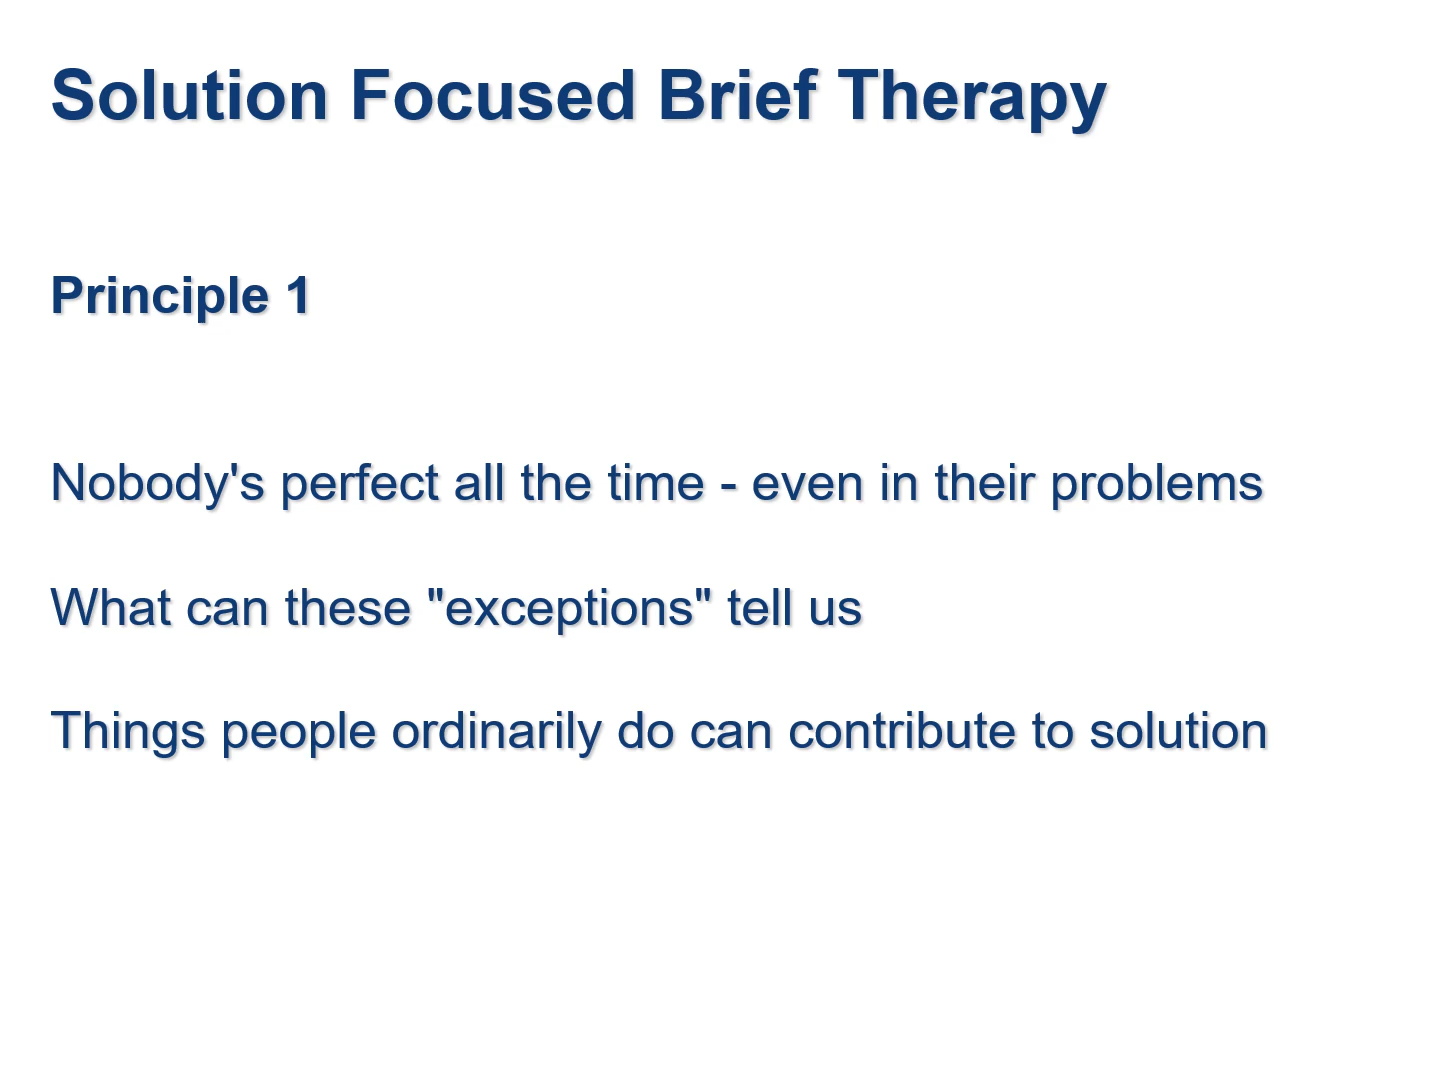 Solution Focused Brief Therapy
Principle 1
Nobody's perfect all the time - even in their problems
What can these "exceptions" tell us
Things people ordinarily do can contribute to solution